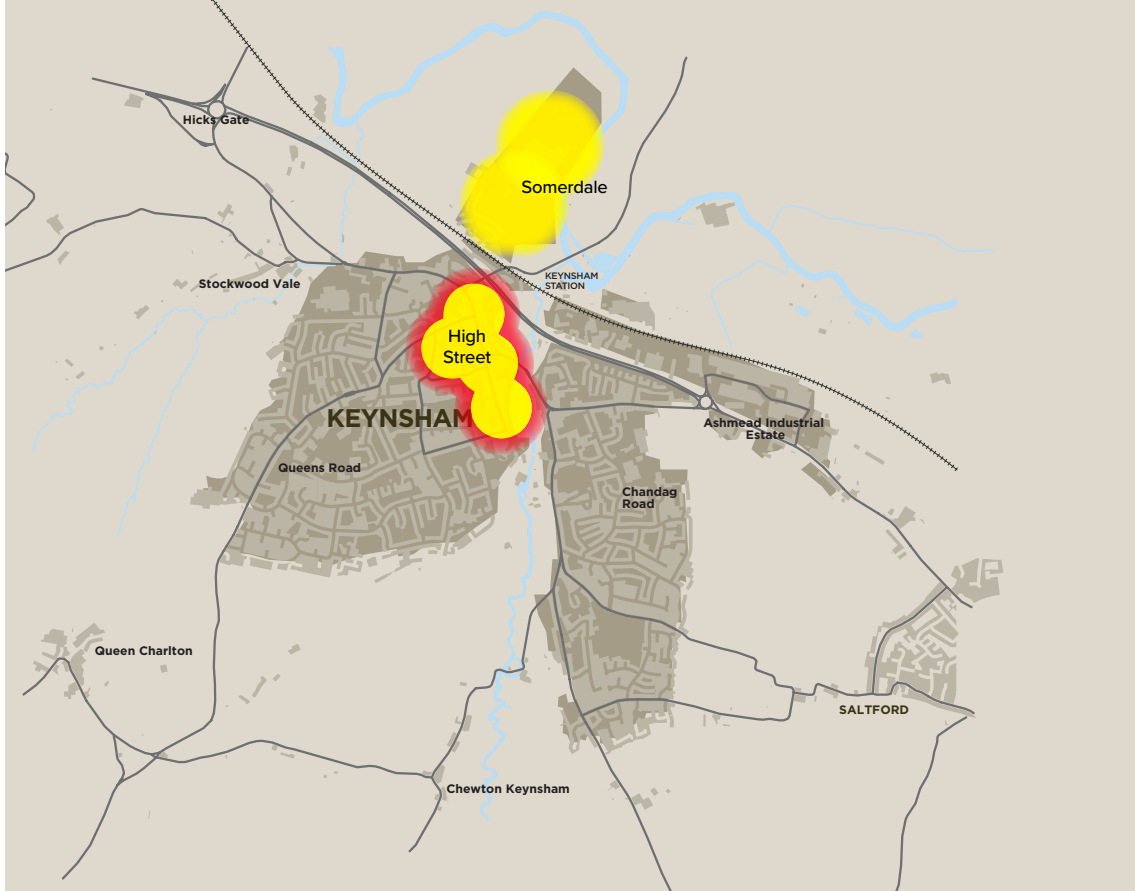 Hicks Gate
Somerdale
Stockwood Vale
KEYNSHAM
STATION
High
Street
KEYNSHAM
Ashmead Industrial
Estate
Queens Road
Chandag
Road
Queen Charlton
SALTFORD
Chewton Keynsham